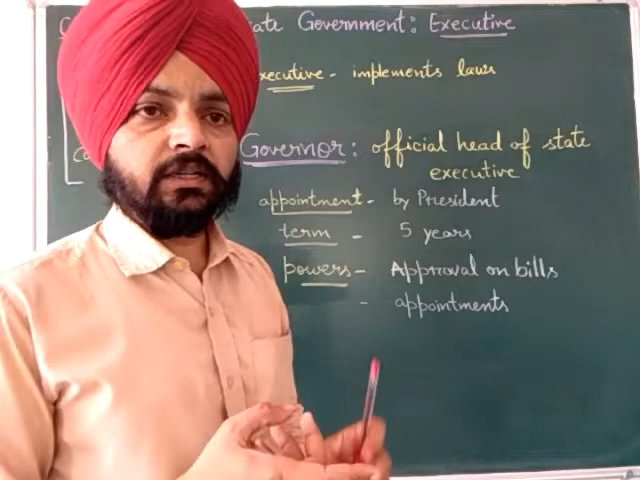 Government: Executive
executive - implements laws
Governor: official head of state
executive
appointment - by President
term - 5 years
powers - Approval on bills
- appointments